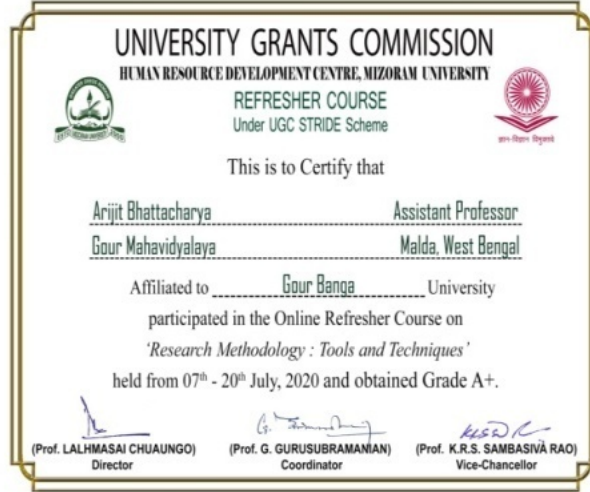 UNIVERSITY GRANTS COMMISSION
HUMAN RESOURCE DEVELOPMENT CENTRE, MIZORAM UNIVERSITY
REFRESHER COURSE
Under UGC STRIDE Scheme
ज्ञान-विज्ञान विमुक्तये
This is to Certify that
Arijit Bhattacharya Assistant Professor
Gour Mahavidyalaya Malda, West Bengal
Affiliated to Gour Banga University
participated in the Online Refresher Course on
'Research Methodology : Tools and Techniques'
held from 07th - 20th July, 2020 and obtained Grade A+.
(Prof. LALHMASAI CHUAUNGO) (Prof. G. GURUSUBRAMANIAN) (Prof. K.R.S. SAMBASIVA RAO)
Director Coordinator Vice-Chancellor